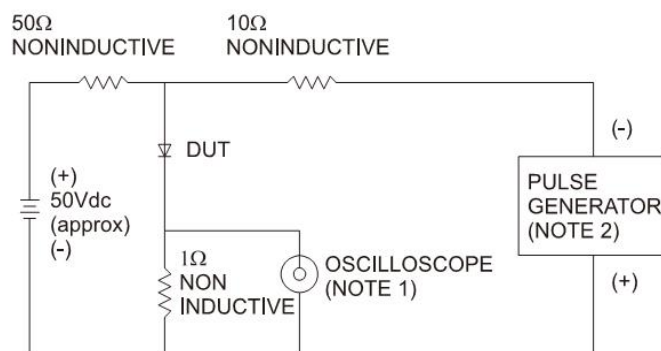 50Ω
NONINDUCTIVE
10Ω
NONINDUCTIVE
DUT
(+)
50Vdc
(approx)
(-)
1Ω
NON
INDUCTIVE
OSCILLOSCOPE
(NOTE 1)
(-)
PULSE
GENERATOR
(NOTE 2)
(+)